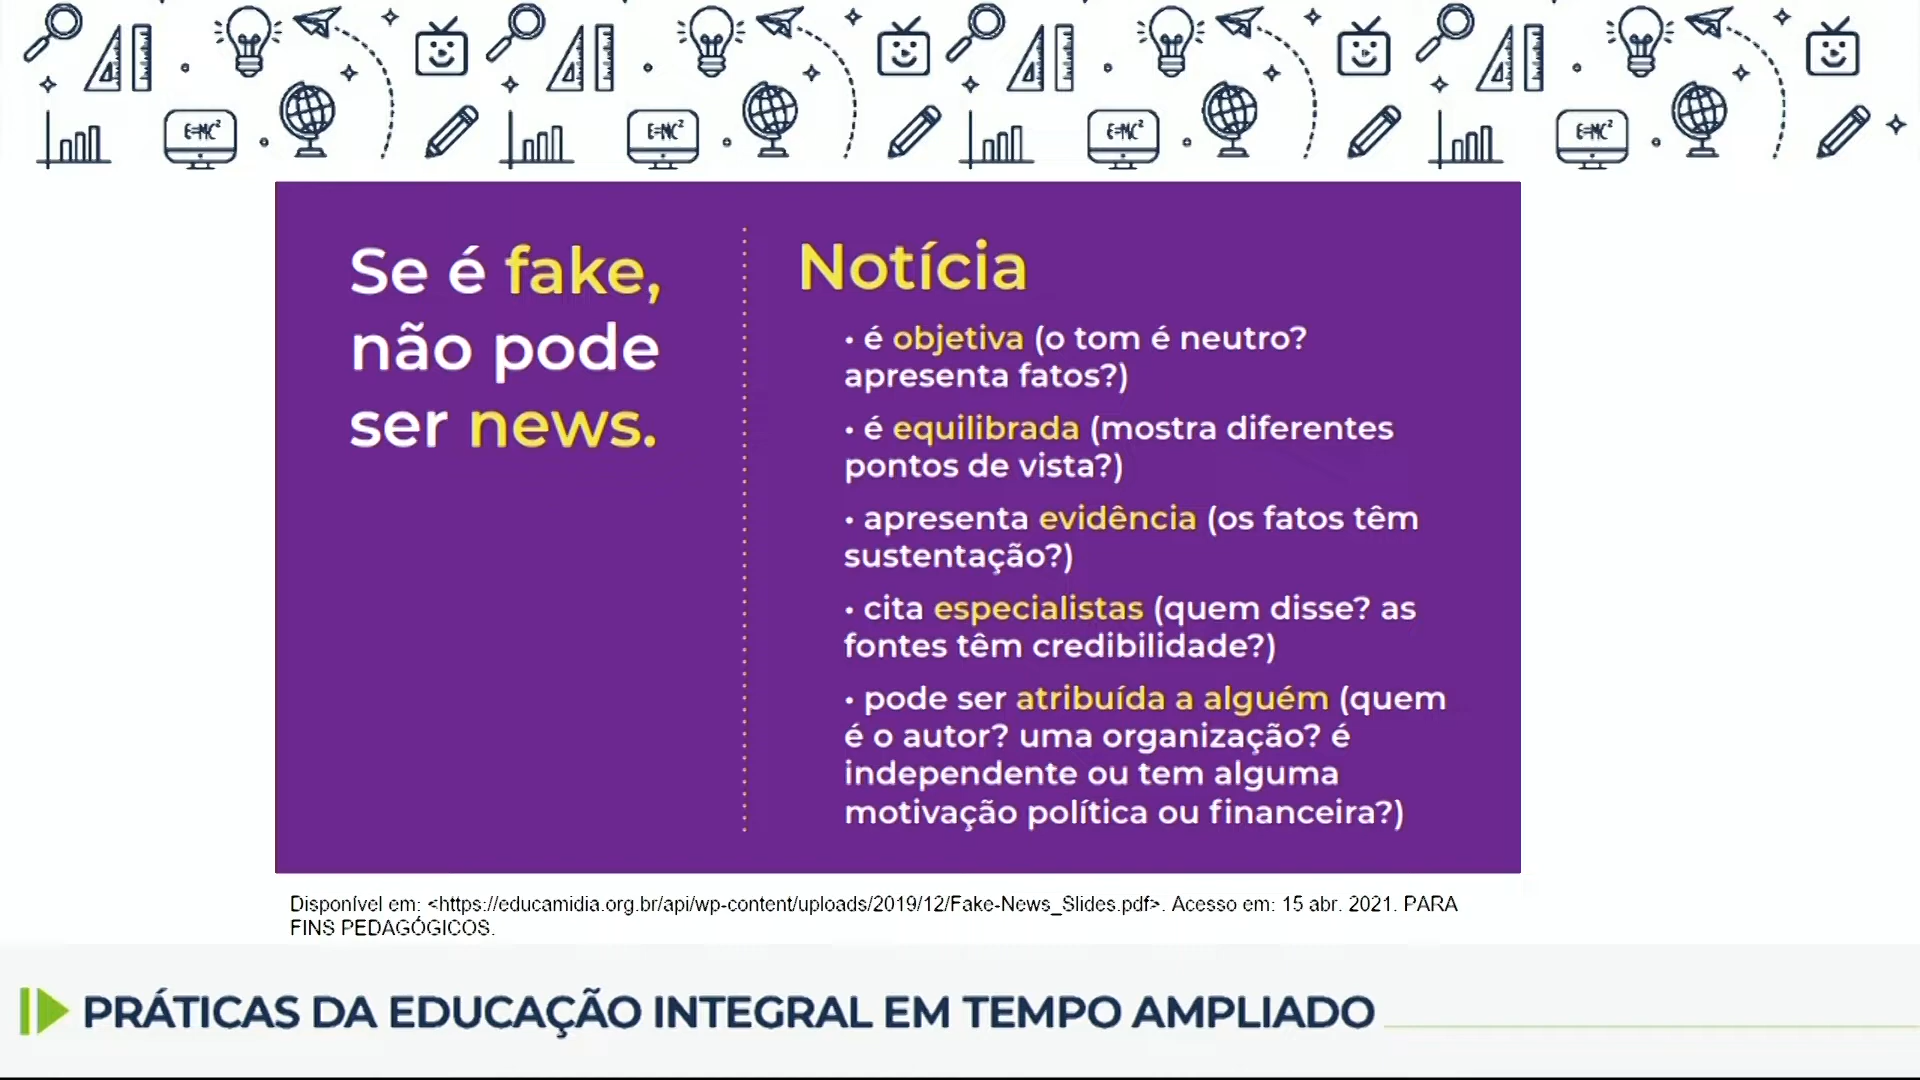 E=MC²
E=MC²
E=MC²
E=MC²
Se é fake,
não pode
ser news.
Notícia
• é objetiva (o tom é neutro?
apresenta fatos?)
• é equilibrada (mostra diferentes
pontos de vista?)
• apresenta evidência (os fatos têm
sustentação?)
• cita especialistas (quem disse? as
fontes têm credibilidade?)
• pode ser atribuída a alguém (quem
é o autor? uma organização? é
independente ou tem alguma
motivação política ou financeira?)
Disponível em: <https://educamidia.org.br/api/wp-content/uploads/2019/12/Fake-News_Slides.pdf>. Acesso em: 15 abr. 2021. PARA
FINS PEDAGÓGICOS.
PRÁTICAS DA EDUCAÇÃO INTEGRAL EM TEMPO AMPLIADO